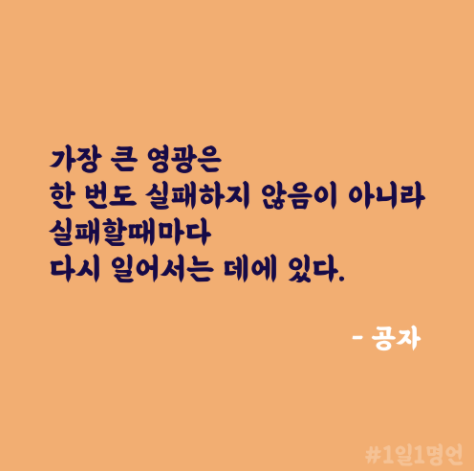 가장 큰 영광은
한 번도 실패하지 않음이 아니라
실패할때마다
다시 일어서는 데에 있다.
- 공자
#1일1명언